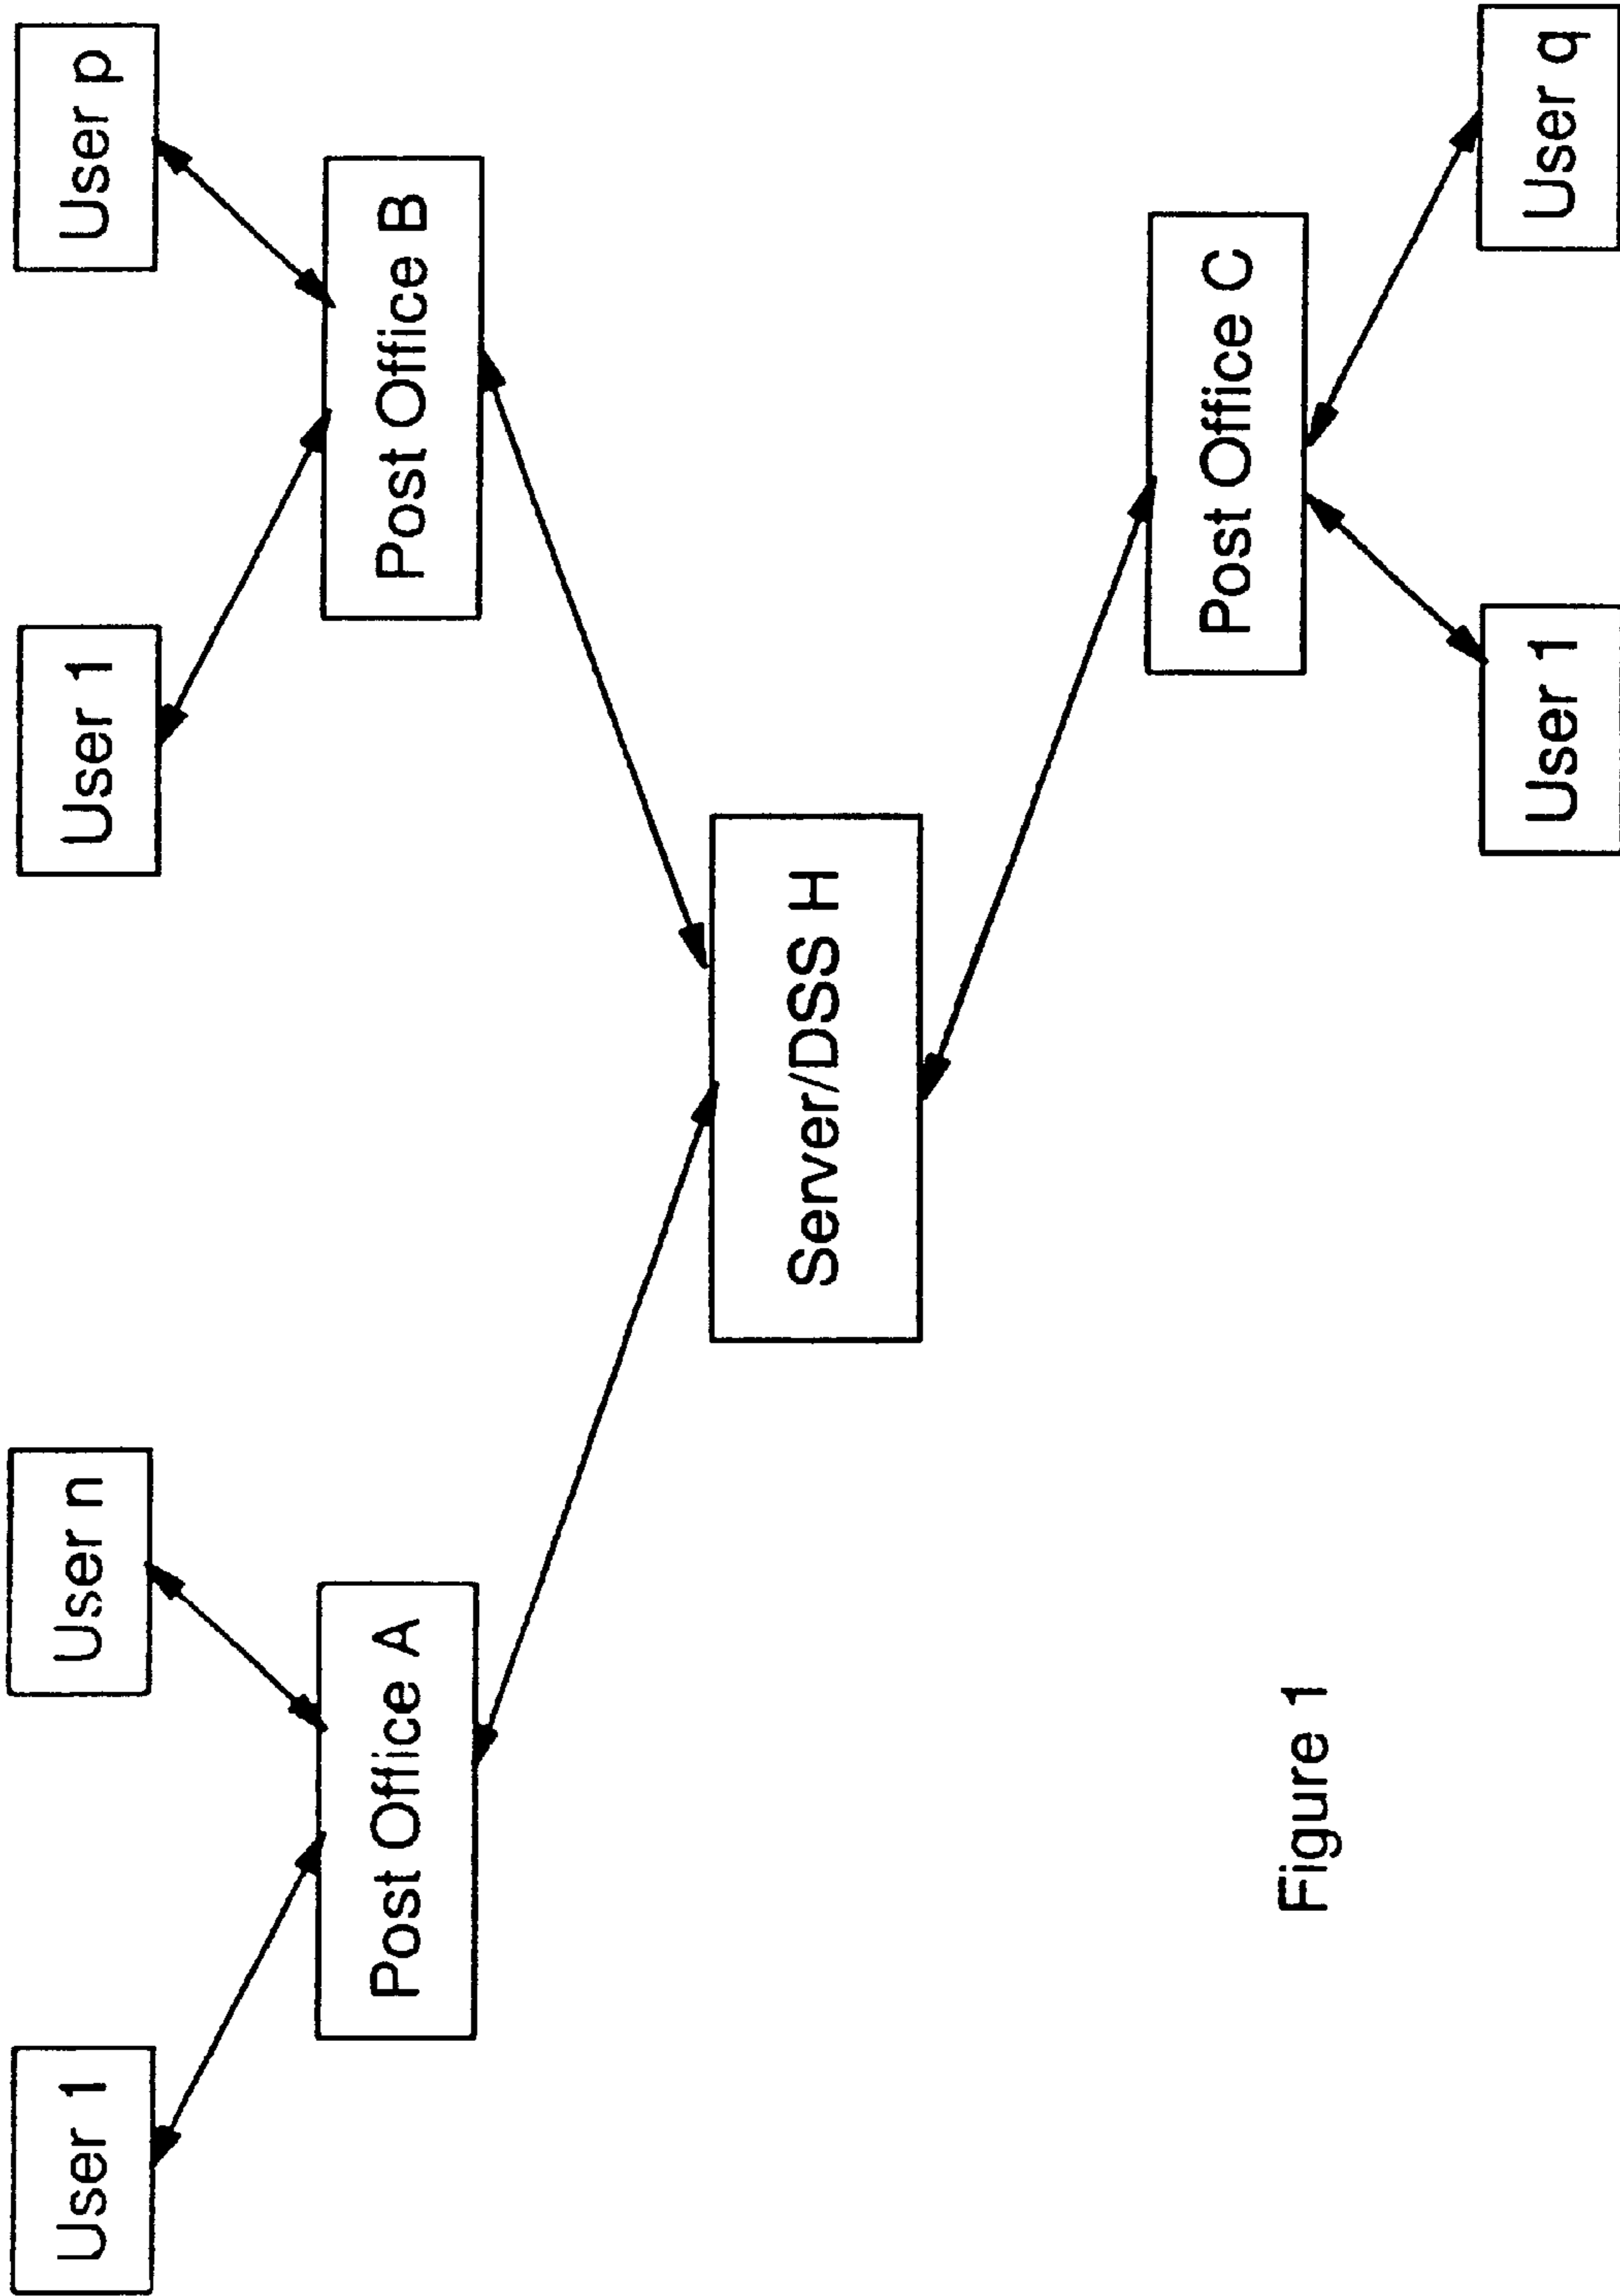 User 1
User n
User 1
User p
Post Office A
Post Office B
Server/DSS H
Post Office C
User 1
User q
Figure 1